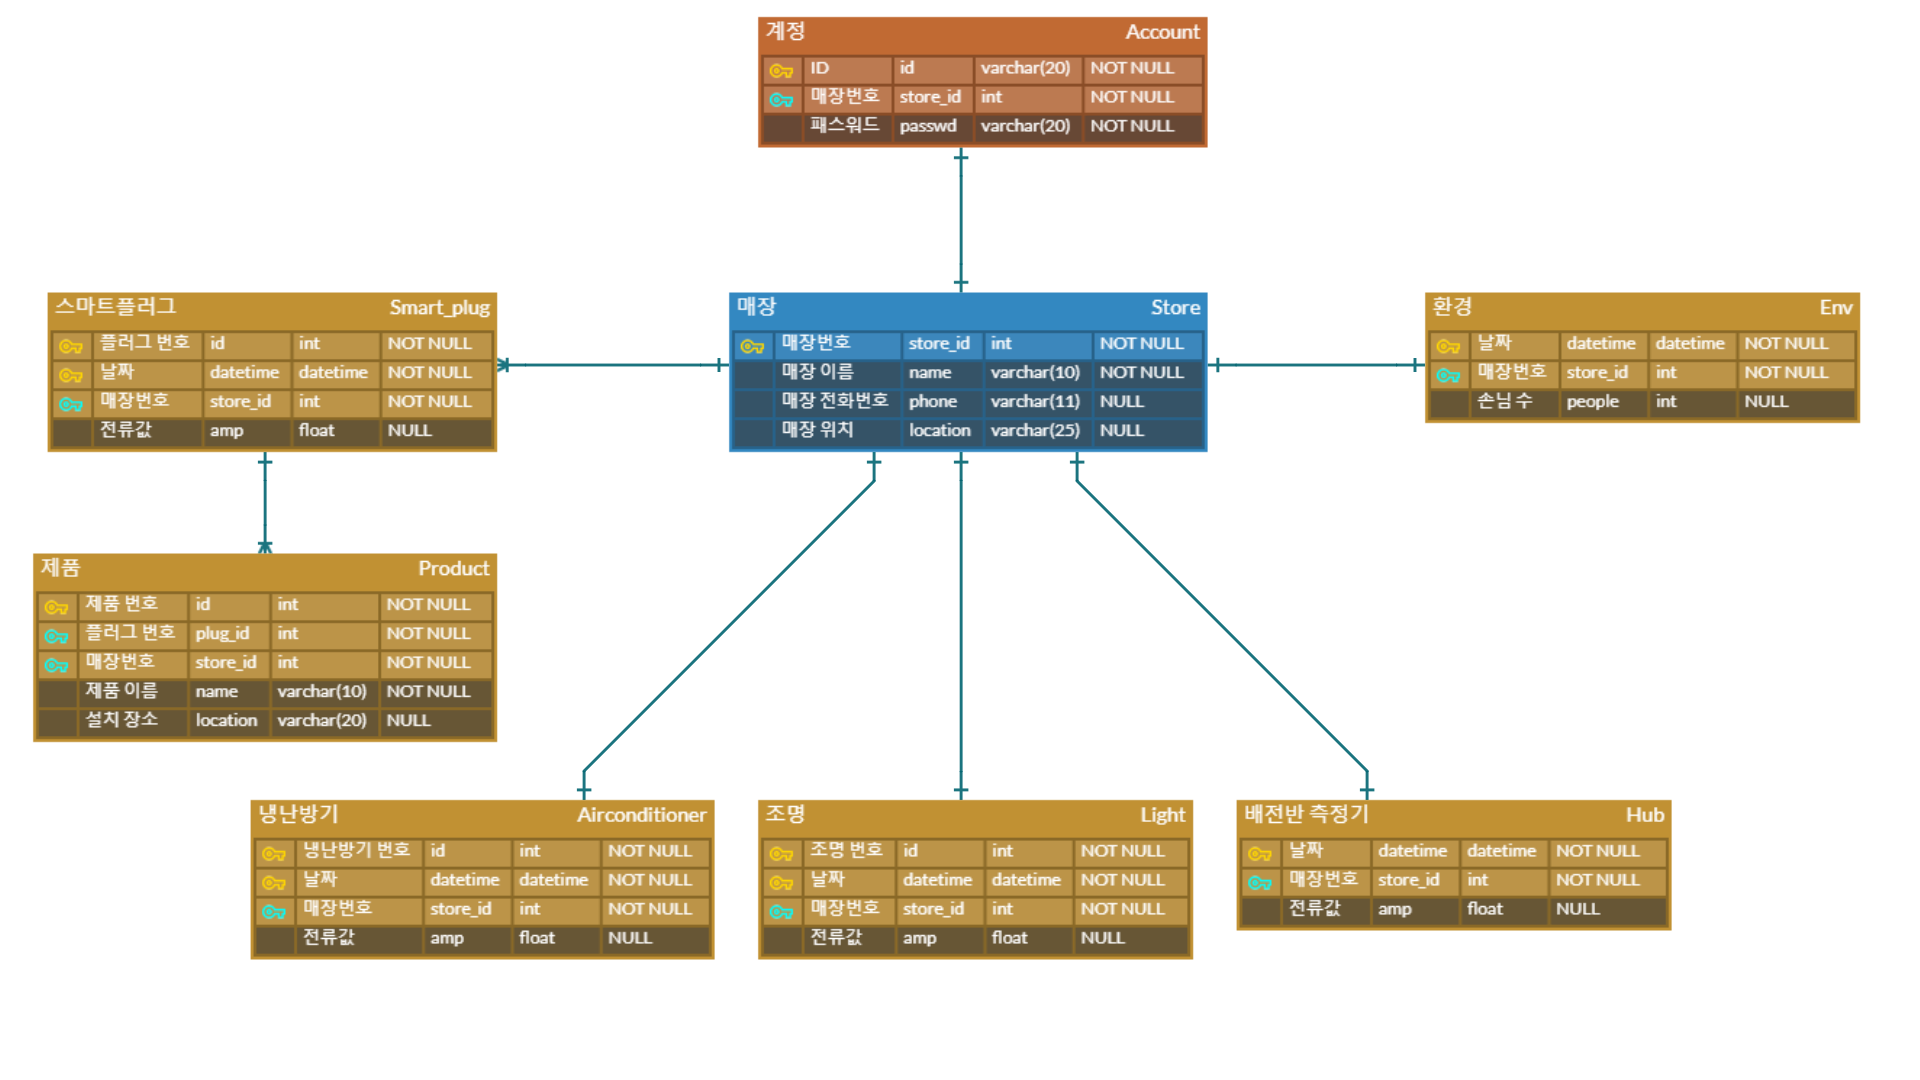 계정 Account
ID id varchar(20) NOT NULL
매장번호 store_id int NOT NULL
패스워드 passwd varchar(20) NOT NULL
스마트플러그 Smart_plug
플러그 번호 id int NOT NULL
날짜 datetime datetime NOT NULL
매장번호 store_id int NOT NULL
전류값 amp float NULL
매장 Store
매장번호 store_id int NOT NULL
매장 이름 name varchar(10) NOT NULL
매장 전화번호 phone varchar(11) NULL
매장 위치 location varchar(25) NULL
환경 Env
날짜 datetime datetime NOT NULL
매장번호 store_id int NOT NULL
손님 수 people int NULL
제품 Product
제품 번호 id int NOT NULL
플러그 번호 plug_id int NOT NULL
매장번호 store_id int NOT NULL
제품 이름 name varchar(10) NOT NULL
설치 장소 location varchar(20) NULL
냉난방기 Airconditioner
냉난방기 번호 id int NOT NULL
날짜 datetime datetime NOT NULL
매장번호 store_id int NOT NULL
전류값 amp float NULL
조명 Light
조명 번호 id int NOT NULL
날짜 datetime datetime NOT NULL
매장번호 store_id int NOT NULL
전류값 amp float NULL
배전반 측정기 Hub
날짜 datetime datetime NOT NULL
매장번호 store_id int NOT NULL
전류값 amp float NULL